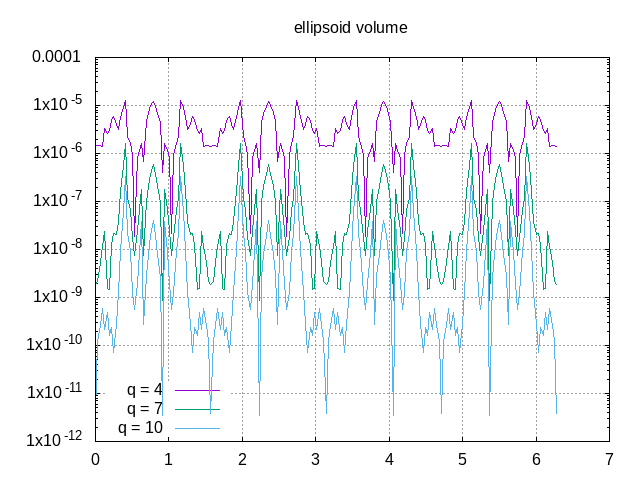 ellipsoid volume
0.0001
1x10-5
1x10-6
1x10-7
1x10-8
1x10-9
1x10-10
1x10-11
1x10-12
q = 4
q = 7
q = 10
0 1 2 3 4 5 6 7